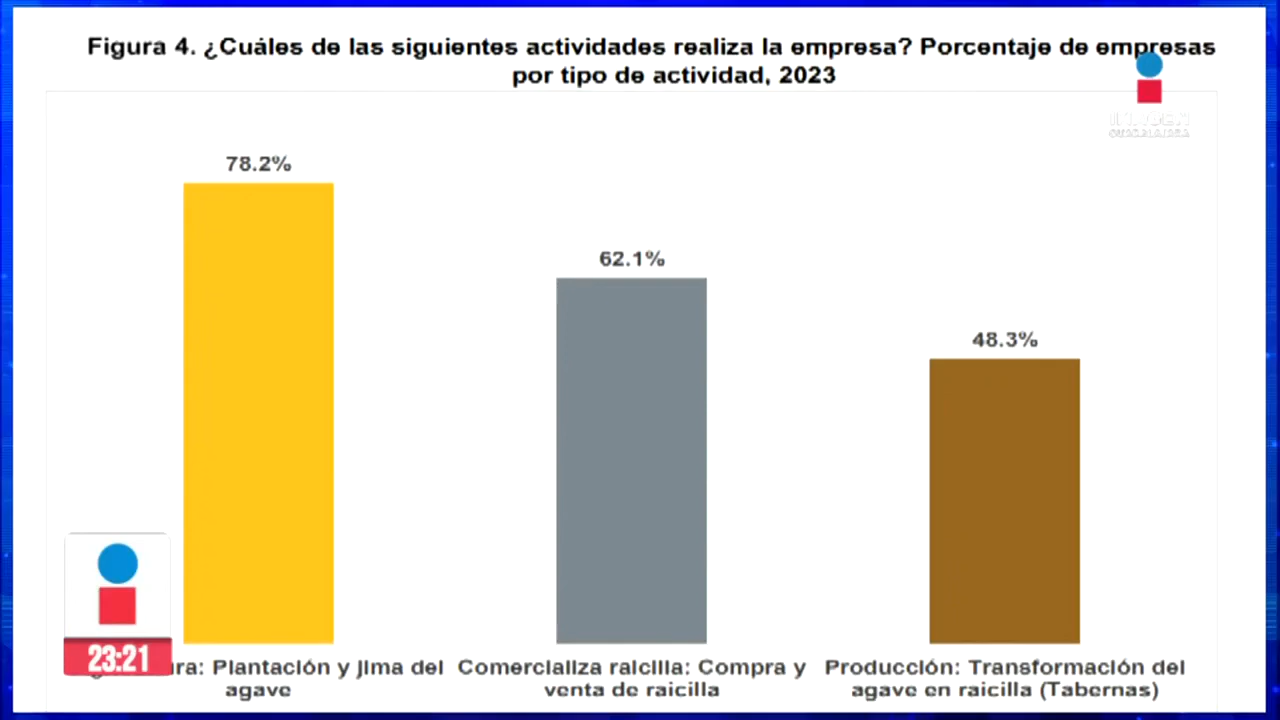 Figura 4. ¿Cuáles de las siguientes actividades realiza la empresa? Porcentaje de empresas
por tipo de actividad, 2023
78.2%
62.1%
48.3%
Plantación y jima del
agave
Comercializa raicilla: Compra y
venta de raicilla
Producción: Transformación del
agave en raicilla (Tabernas)
23:21